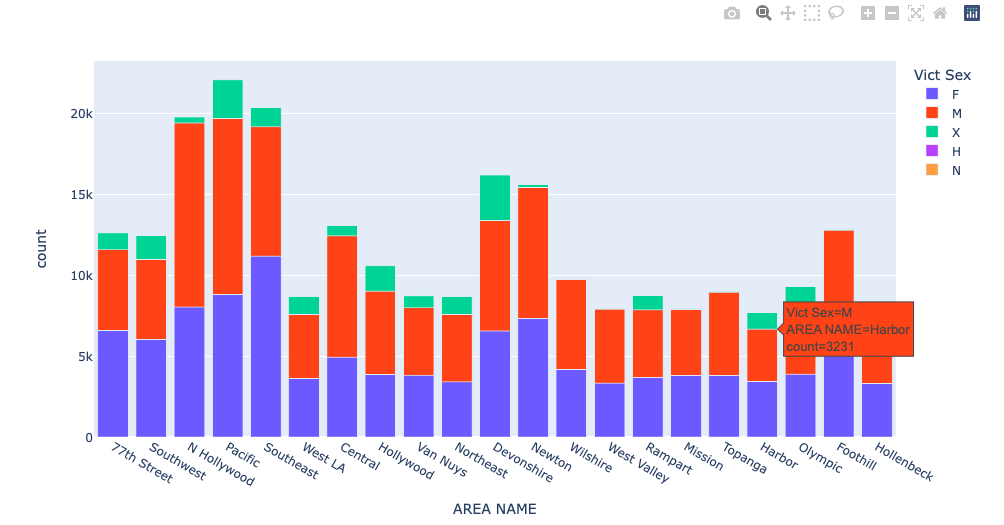 Vict Sex
F
M
X
H
N
count
20k
15k
10k
5k
0
Vict Sex=M
AREA NAME=Harbor
count=3231
77th Street
Southwest
N Hollywood
Pacific
Southeast
West LA
Central
Hollywood
Van Nuys
Northeast
Devonshire
Newton
Wilshire
West Valley
Rampart
Mission
Topanga
Harbor
Olympic
Foothill
Hollenbeck
AREA NAME